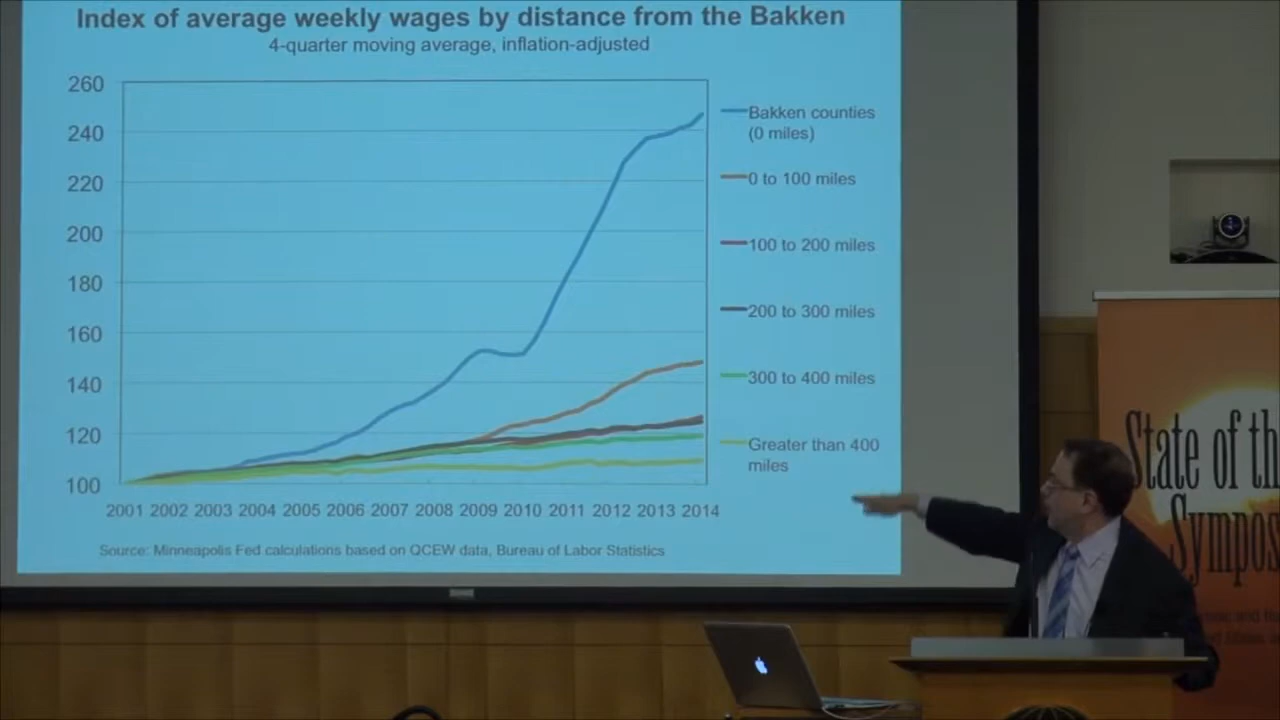 Index of average weekly wages by distance from the Bakken
4-quarter moving average, inflation-adjusted
260
240
220
200
180
160
140
120
100
2001 2002 2003 2004 2005 2006 2007 2008 2009 2010 2011 2012 2013 2014
Bakken counties
(0 miles)
0 to 100 miles
100 to 200 miles
200 to 300 miles
300 to 400 miles
Greater than 400
miles
Source: Minneapolis Fed calculations based on QCEW data, Bureau of Labor Statistics
State of th
Sympos